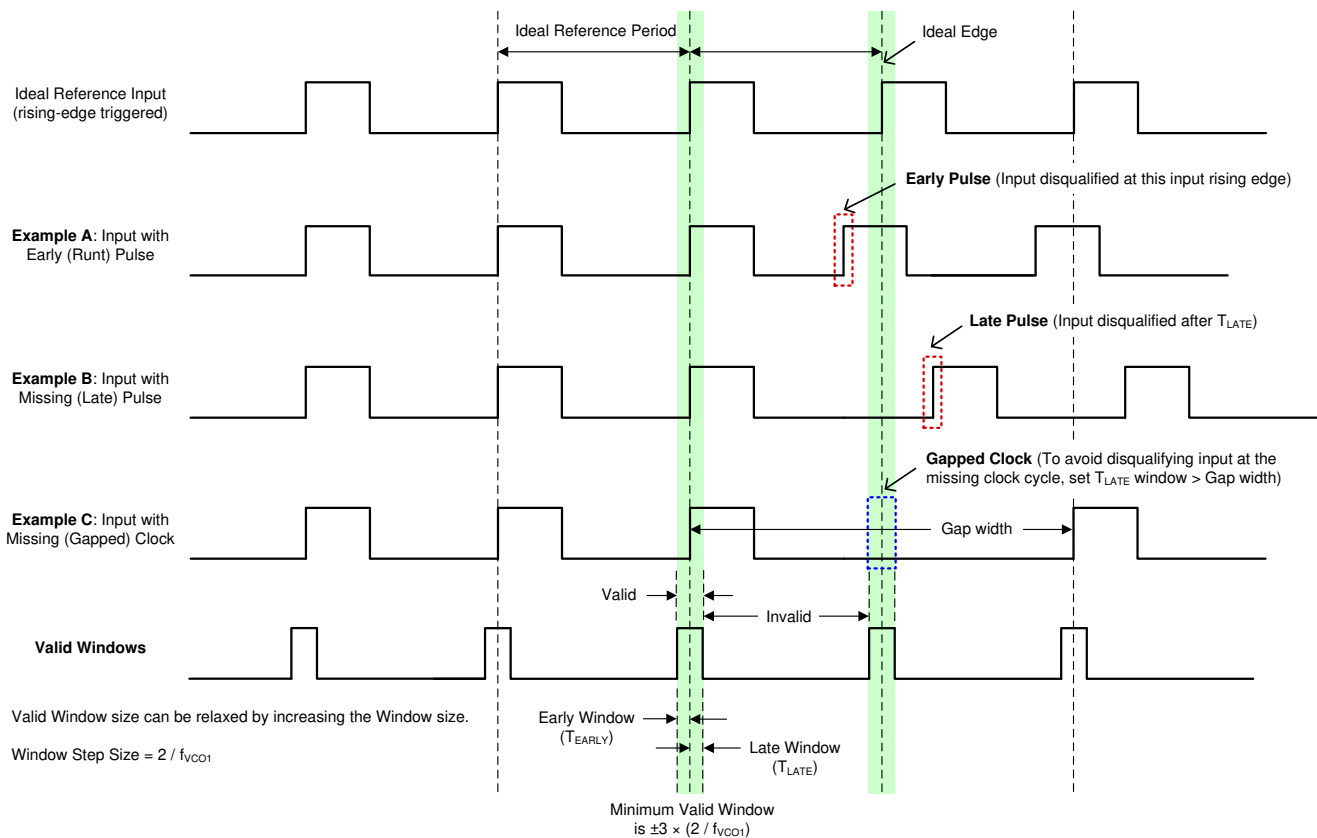 Ideal Reference Period
Ideal Edge
Ideal Reference Input
(rising-edge triggered)
Early Pulse (Input disqualified at this input rising edge)
Example A: Input with
Early (Runt) Pulse
Late Pulse (Input disqualified after TLATE)
Example B: Input with
Missing (Late) Pulse
Gapped Clock (To avoid disqualifying input at the
missing clock cycle, set TLATE window > Gap width)
Example C: Input with
Missing (Gapped) Clock
Gap width
Valid
Invalid
Valid Windows
Valid Window size can be relaxed by increasing the Window size.
Early Window
(TEARLY)
Window Step Size = 2 / fVCO1
Late Window
(TLATE)
Minimum Valid Window
is ±3 × (2 / fVCO1)